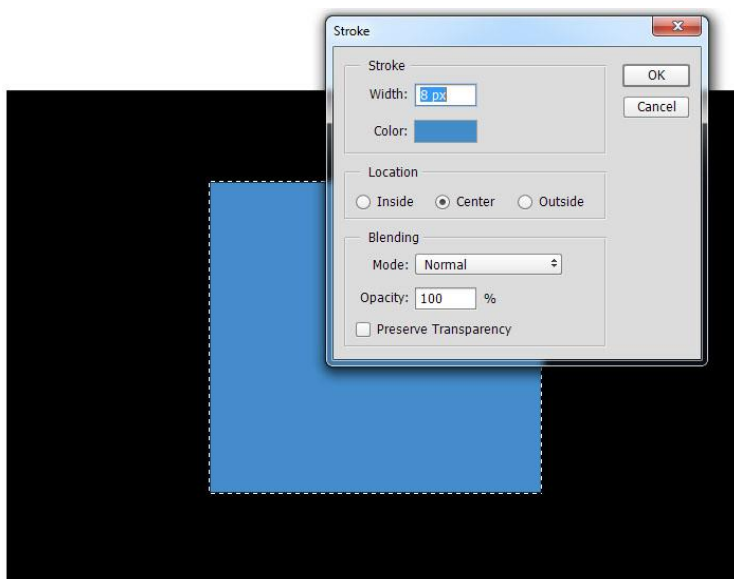 Stroke
Stroke
OK
Width: 8 px
Cancel
Color:
Location
Inside Center Outside
Blending
Mode: Normal
Opacity: 100 %
Preserve Transparency